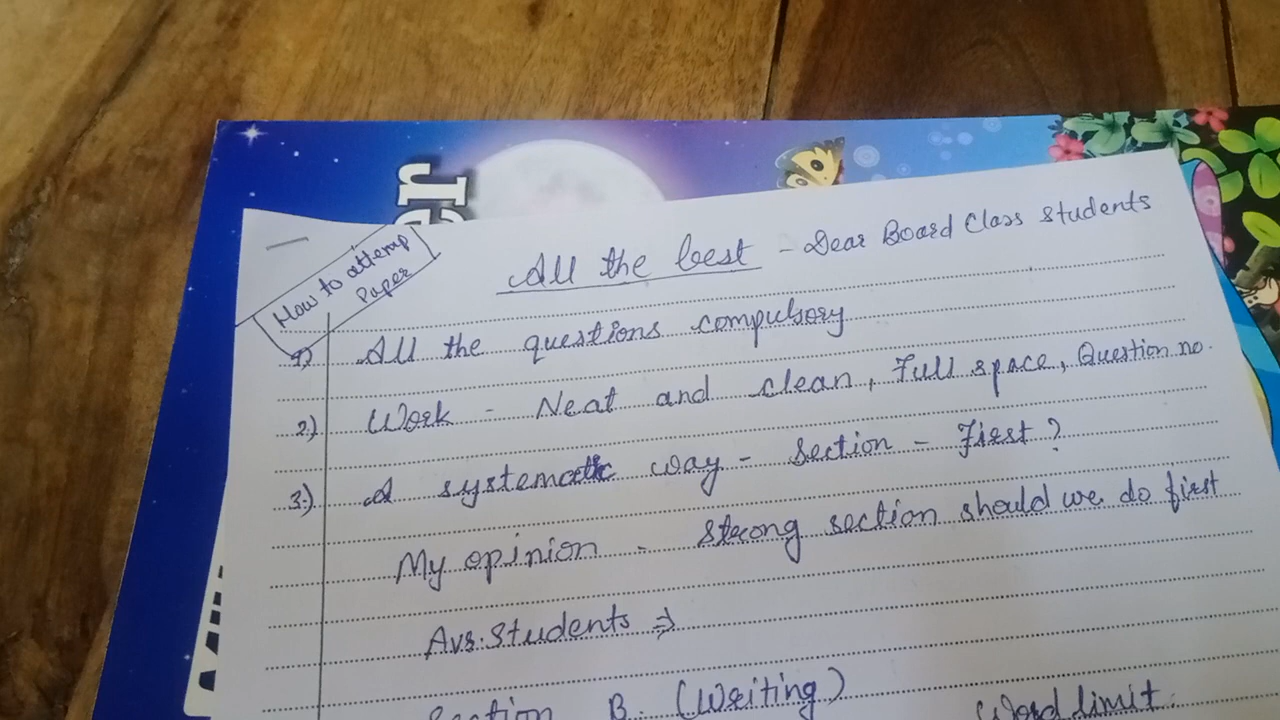 er
How to attemp
Paper
All the best - Dear Board Class students
1) All the questions compulsory
2.) Work - Neat and clean, Full space, Question no.
3.) A systematic way - Section - First ?
My opinion - Strong section should we do first
Avg. Students ⇒
Section B. (Writing) Word limit.